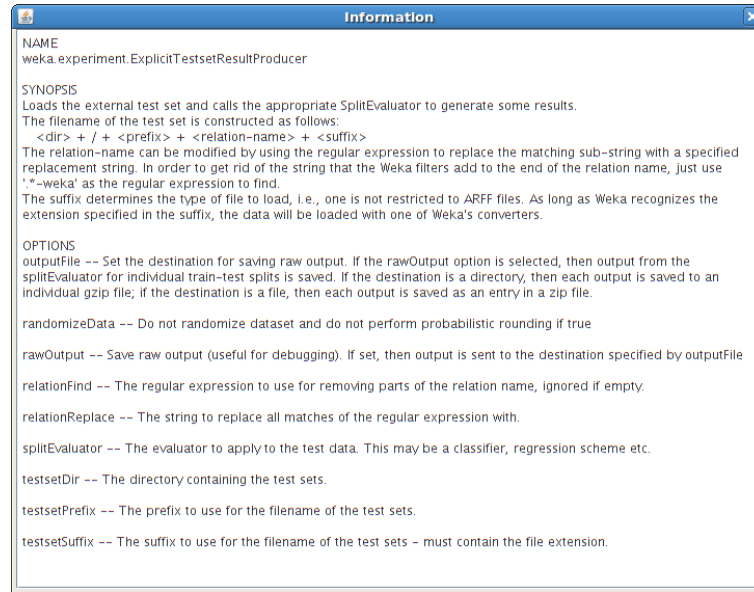 Information
NAME
weka.experiment.ExplicitTestsetResultProducer
SYNOPSIS
Loads the external test set and calls the appropriate SplitEvaluator to generate some results.
The filename of the test set is constructed as follows:
<dir> + / + <prefix> + <relation-name> + <suffix>
The relation-name can be modified by using the regular expression to replace the matching sub-string with a specified
replacement string. In order to get rid of the string that the Weka filters add to the end of the relation name, just use
'.*-weka' as the regular expression to find.
The suffix determines the type of file to load, i.e., one is not restricted to ARFF files. As long as Weka recognizes the
extension specified in the suffix, the data will be loaded with one of Weka's converters.
OPTIONS
outputFile -- Set the destination for saving raw output. If the rawOutput option is selected, then output from the
splitEvaluator for individual train-test splits is saved. If the destination is a directory, then each output is saved to an
individual gzip file; if the destination is a file, then each output is saved as an entry in a zip file.
randomizeData -- Do not randomize dataset and do not perform probabilistic rounding if true
rawOutput -- Save raw output (useful for debugging). If set, then output is sent to the destination specified by outputFile
relationFind -- The regular expression to use for removing parts of the relation name, ignored if empty.
relationReplace -- The string to replace all matches of the regular expression with.
splitEvaluator -- The evaluator to apply to the test data. This may be a classifier, regression scheme etc.
testsetDir -- The directory containing the test sets.
testsetPrefix -- The prefix to use for the filename of the test sets.
testsetSuffix -- The suffix to use for the filename of the test sets - must contain the file extension.